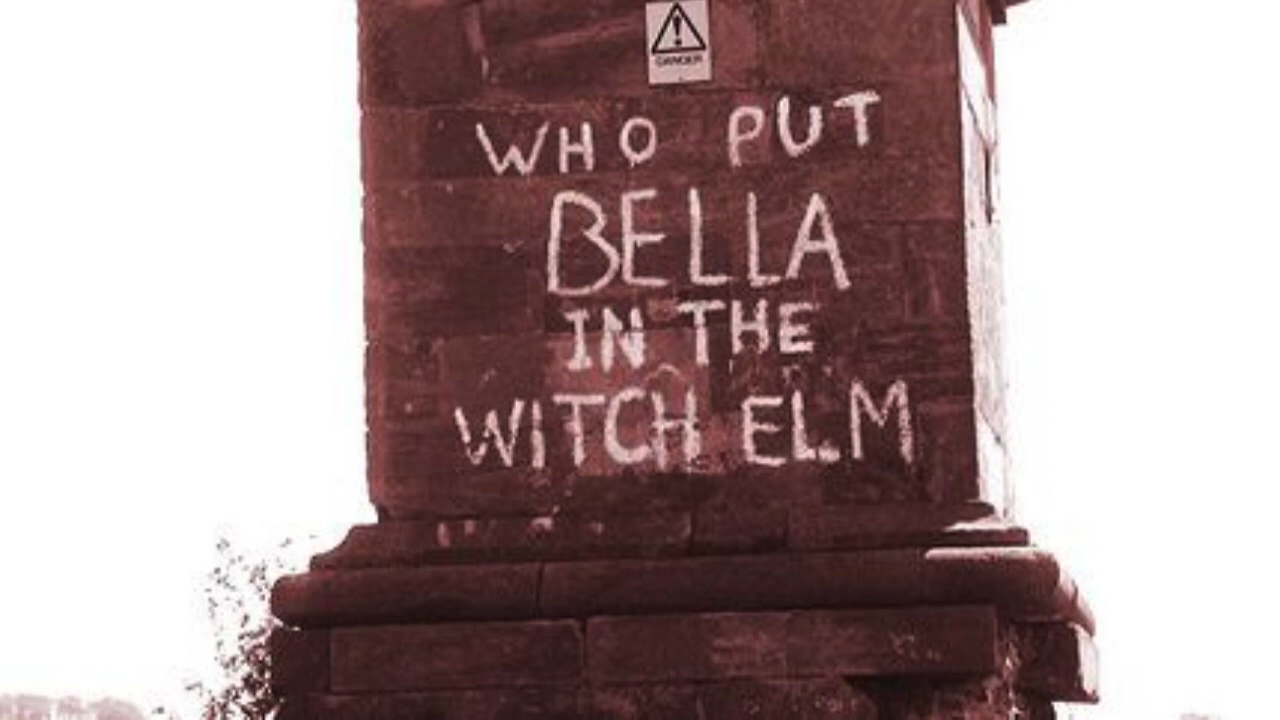 DANGER
WHO PUT
BELLA
IN THE
WITCH ELM